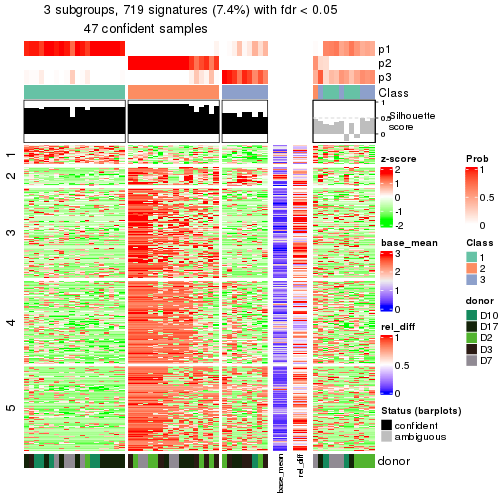 3 subgroups, 719 signatures (7.4%) with fdr < 0.05
47 confident samples
p1
p2
p3
Class
1
0.5
0
Silhouette
score
1
2
3
4
5
donor
base_mean
rel_diff
z-score
2
1
0
-1
-2
Prob
1
0.5
0
base_mean
3
2
1
0
Class
1
2
3
rel_diff
1
0.5
0
donor
D10
D17
D2
D3
D7
Status (barplots)
confident
ambiguous